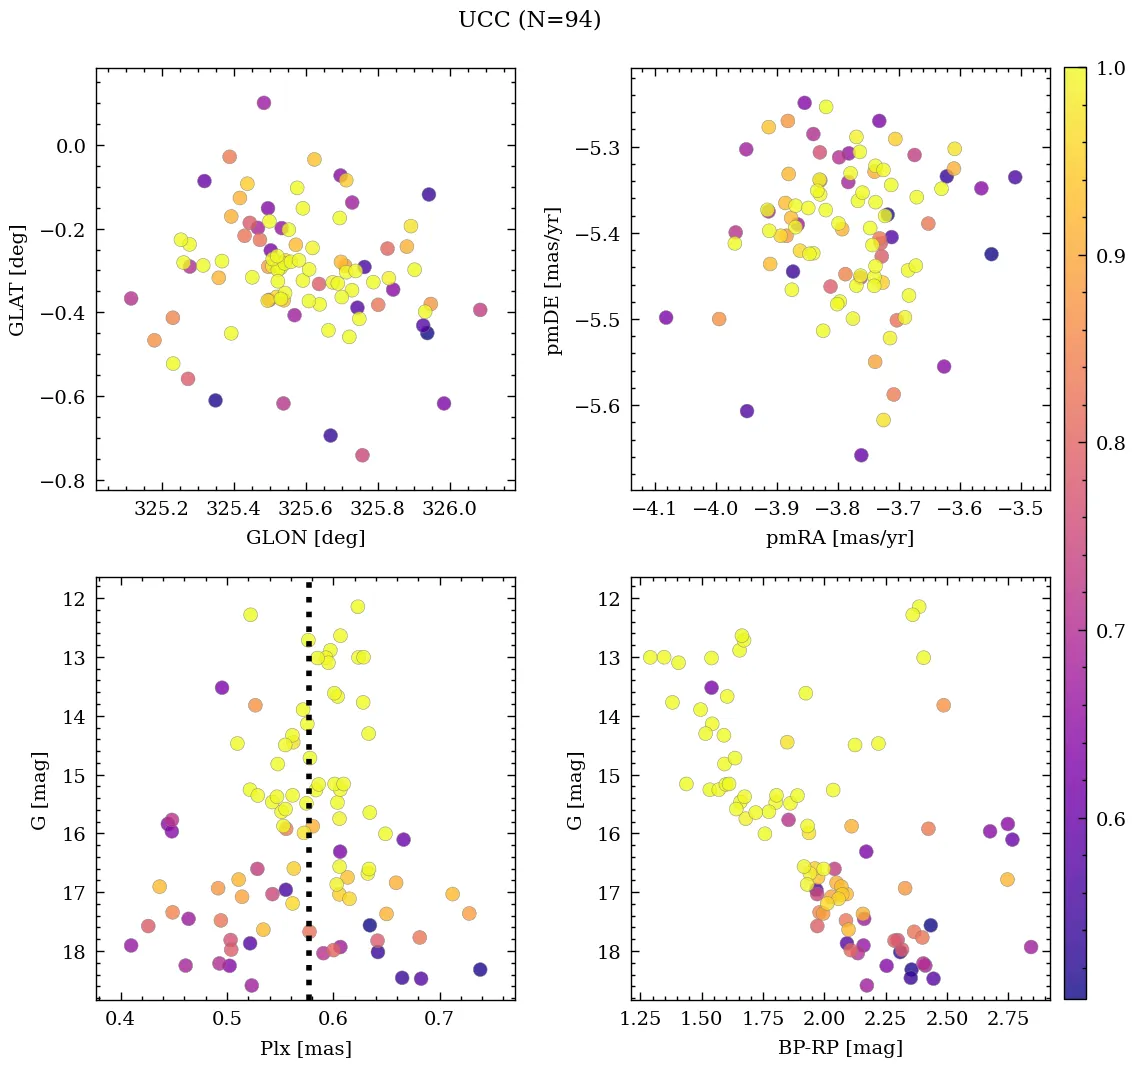 UCC (N=94)
0.0
−0.2
−0.4
−0.6
−0.8
GLAT [deg]
325.2 325.4 325.6 325.8 326.0
GLON [deg]
−5.3
−5.4
−5.5
−5.6
pmDE [mas/yr]
−4.1 −4.0 −3.9 −3.8 −3.7 −3.6 −3.5
pmRA [mas/yr]
1.0
0.9
0.8
0.7
0.6
12
13
14
15
16
17
18
G [mag]
0.4 0.5 0.6 0.7
Plx [mas]
12
13
14
15
16
17
18
G [mag]
1.25 1.50 1.75 2.00 2.25 2.50 2.75
BP-RP [mag]